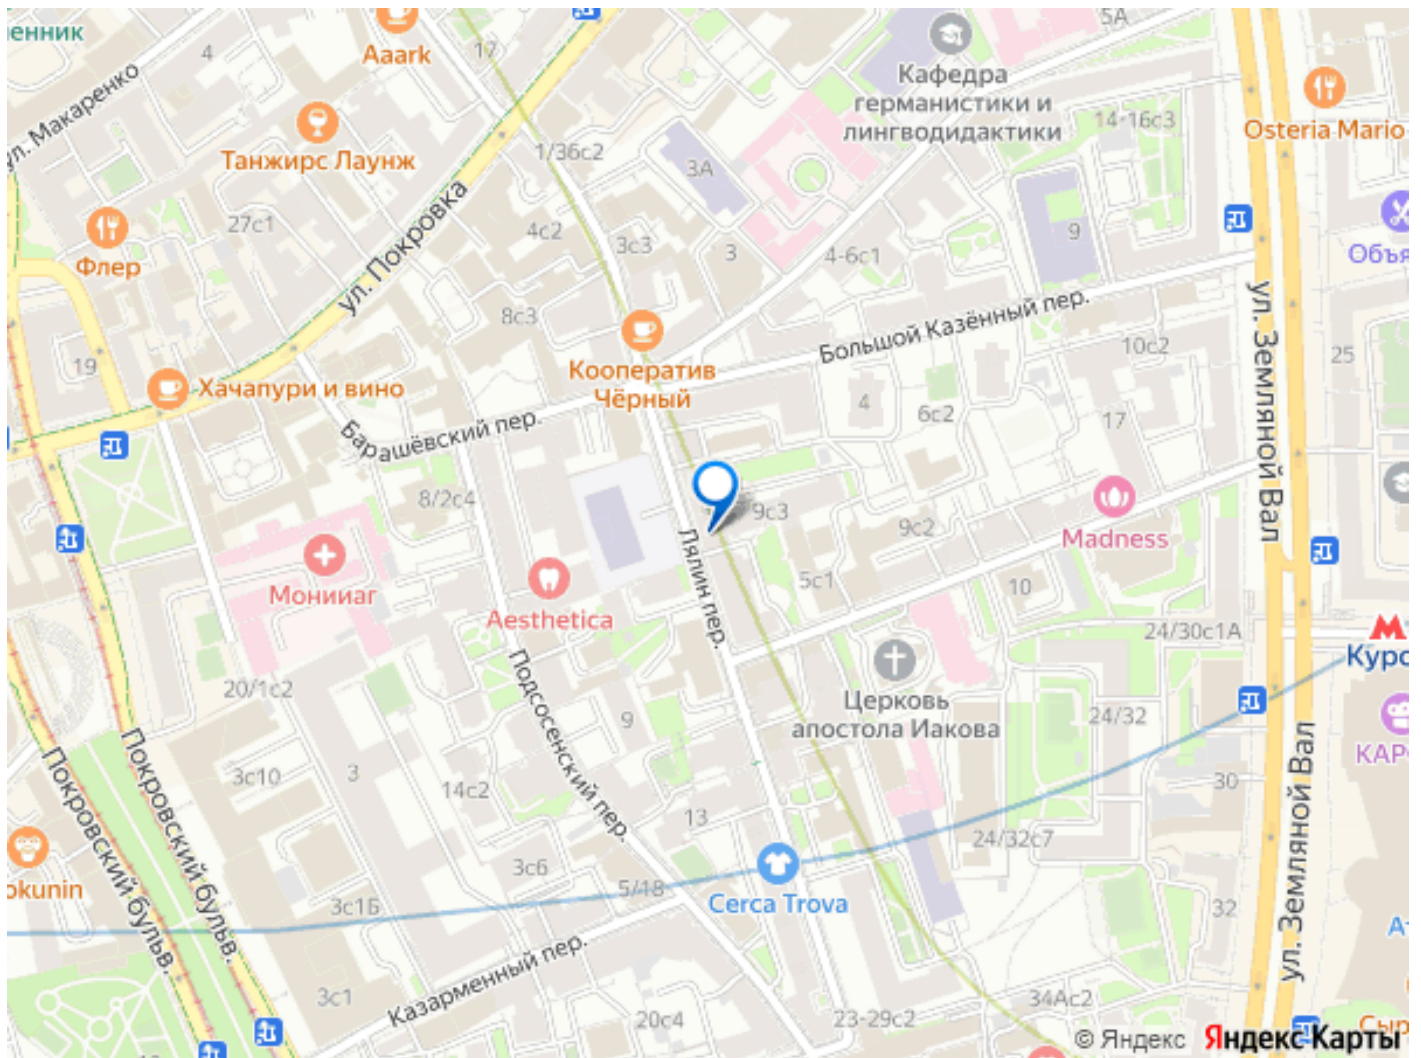 5А
17
4
Aaark
Кафедра
германистики и
лингводидактики
ул. Макаренко
Танжирс Лаунж
1/36с2
3А
14-16с3
Osteria Mario
27с1
Флер
ул. Покровка
4с2
3с3
3
4-6с1
9
8с3
Большой Казённый пер.
10с2
ул. Земляной Вал
25
19
Хачапури и вино
Кооператив
Чёрный
4
6с2
17
Барашёвский пер.
8/2с4
9с3
9с2
Madness
Лялин пер.
МониИаг
Aesthetica
5с1
10
24/30с1А
20/1с2
Подсосенский пер.
9
Церковь
апостола Иакова
24/32
Покровский бульв.
Покровский бульв.
3с10
3
14с2
13
30
ул. Земляной Вал
24/32с7
3с6
5/18
3с1Б
Cerca Trova
32
Казарменный пер.
3с1
20с4
23-29с2
34Ас2
© Яндекс Яндекс Карты